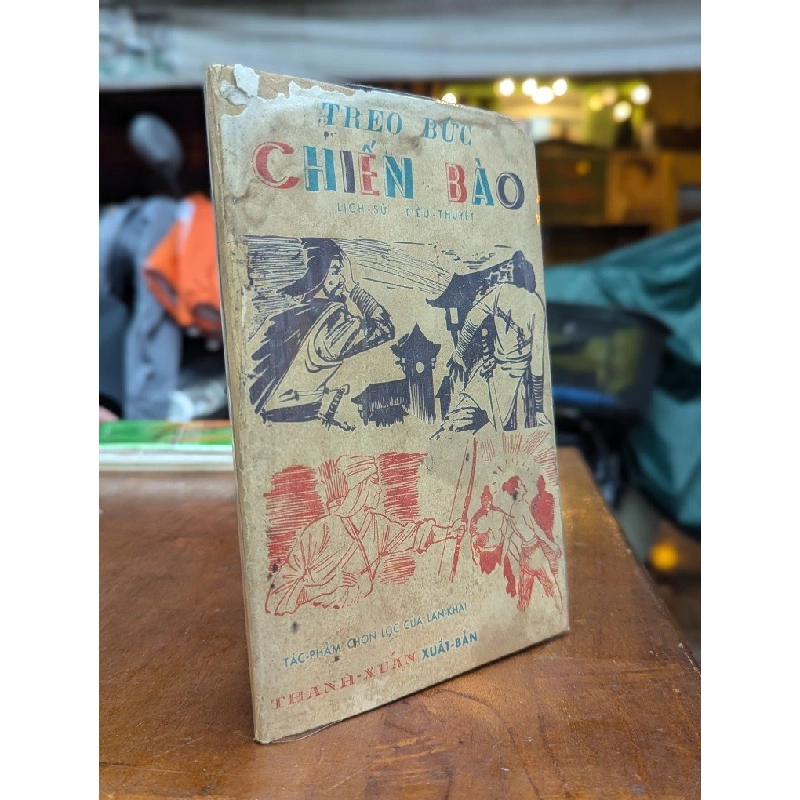 TREO BỨC
CHIẾN BÀO
LỊCH-SỬ TIỂU-THUYẾT
TÁC-PHẨM CHỌN LỌC CỦA LAN-KHAI
THANH-XUÂN XUẤT-BẢN